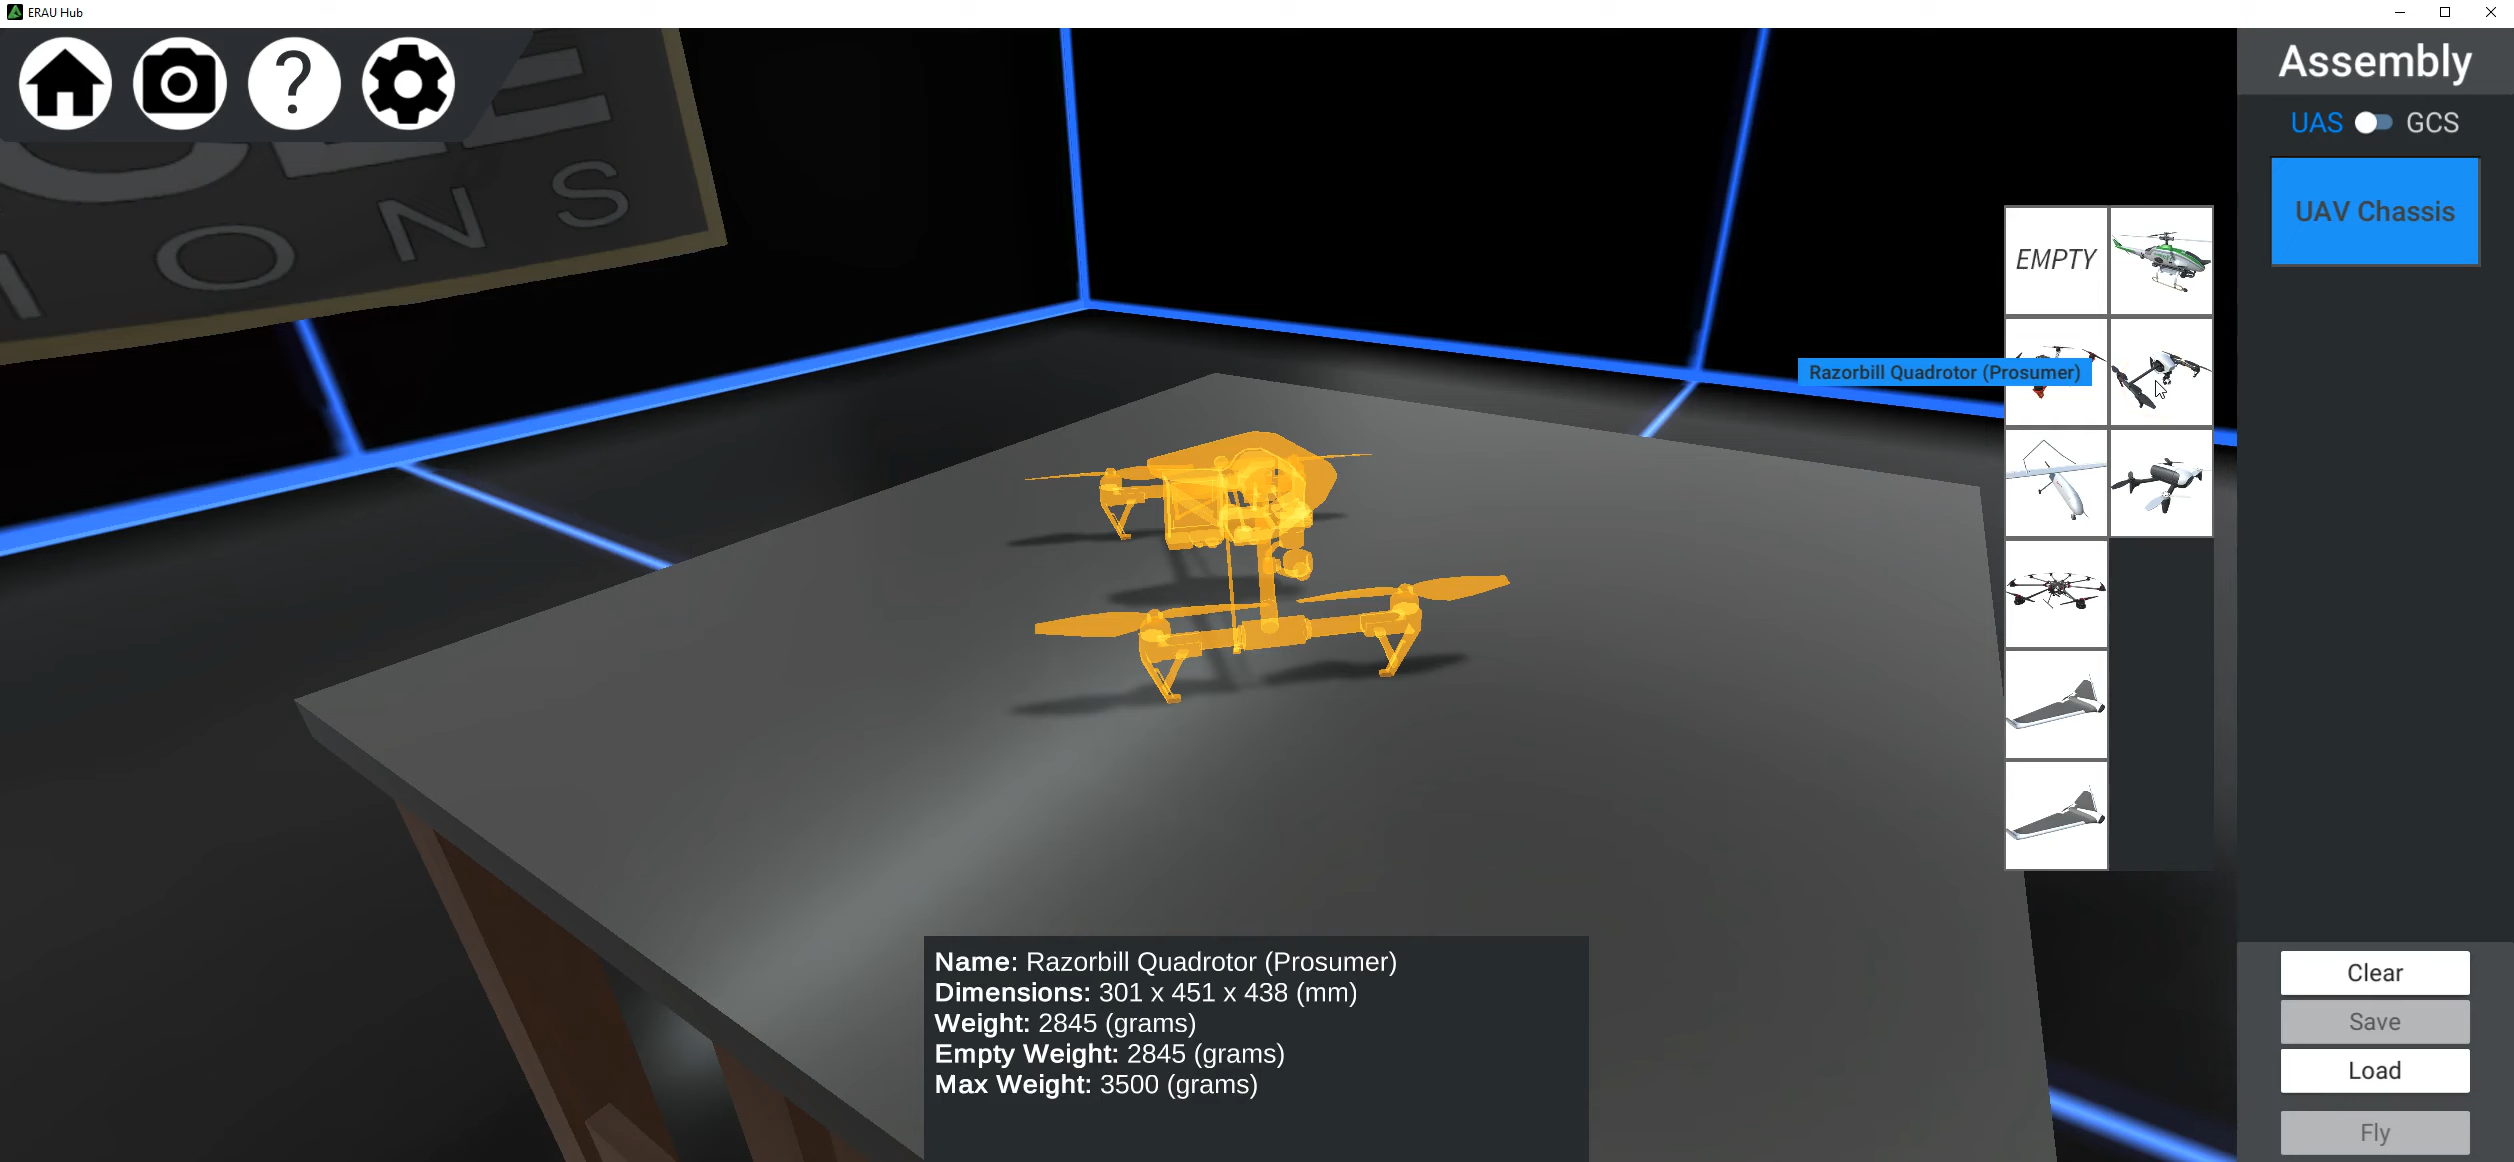 ERAU Hub
?
IONS
Assembly
UAS GCS
UAV Chassis
EMPTY
Razorbill Quadrotor (Prosumer)
Name: Razorbill Quadrotor (Prosumer)
Dimensions: 301 x 451 x 438 (mm)
Weight: 2845 (grams)
Empty Weight: 2845 (grams)
Max Weight: 3500 (grams)
Clear
Save
Load
Fly